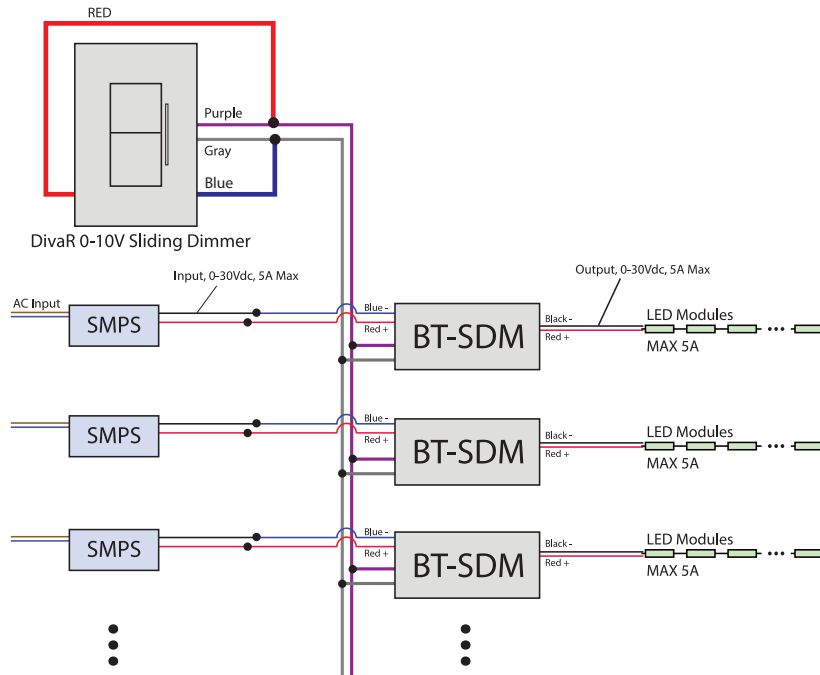 RED
Purple
Gray
Blue
DivaR 0-10V Sliding Dimmer
Input, 0-30Vdc, 5A Max
Output, 0-30Vdc, 5A Max
AC Input
SMPS
Blue -
Red +
BT-SDM
Black -
Red +
LED Modules
MAX 5A
SMPS
Blue -
Red +
BT-SDM
Black -
Red +
LED Modules
MAX 5A
SMPS
Blue -
Red +
BT-SDM
Black -
Red +
LED Modules
MAX 5A